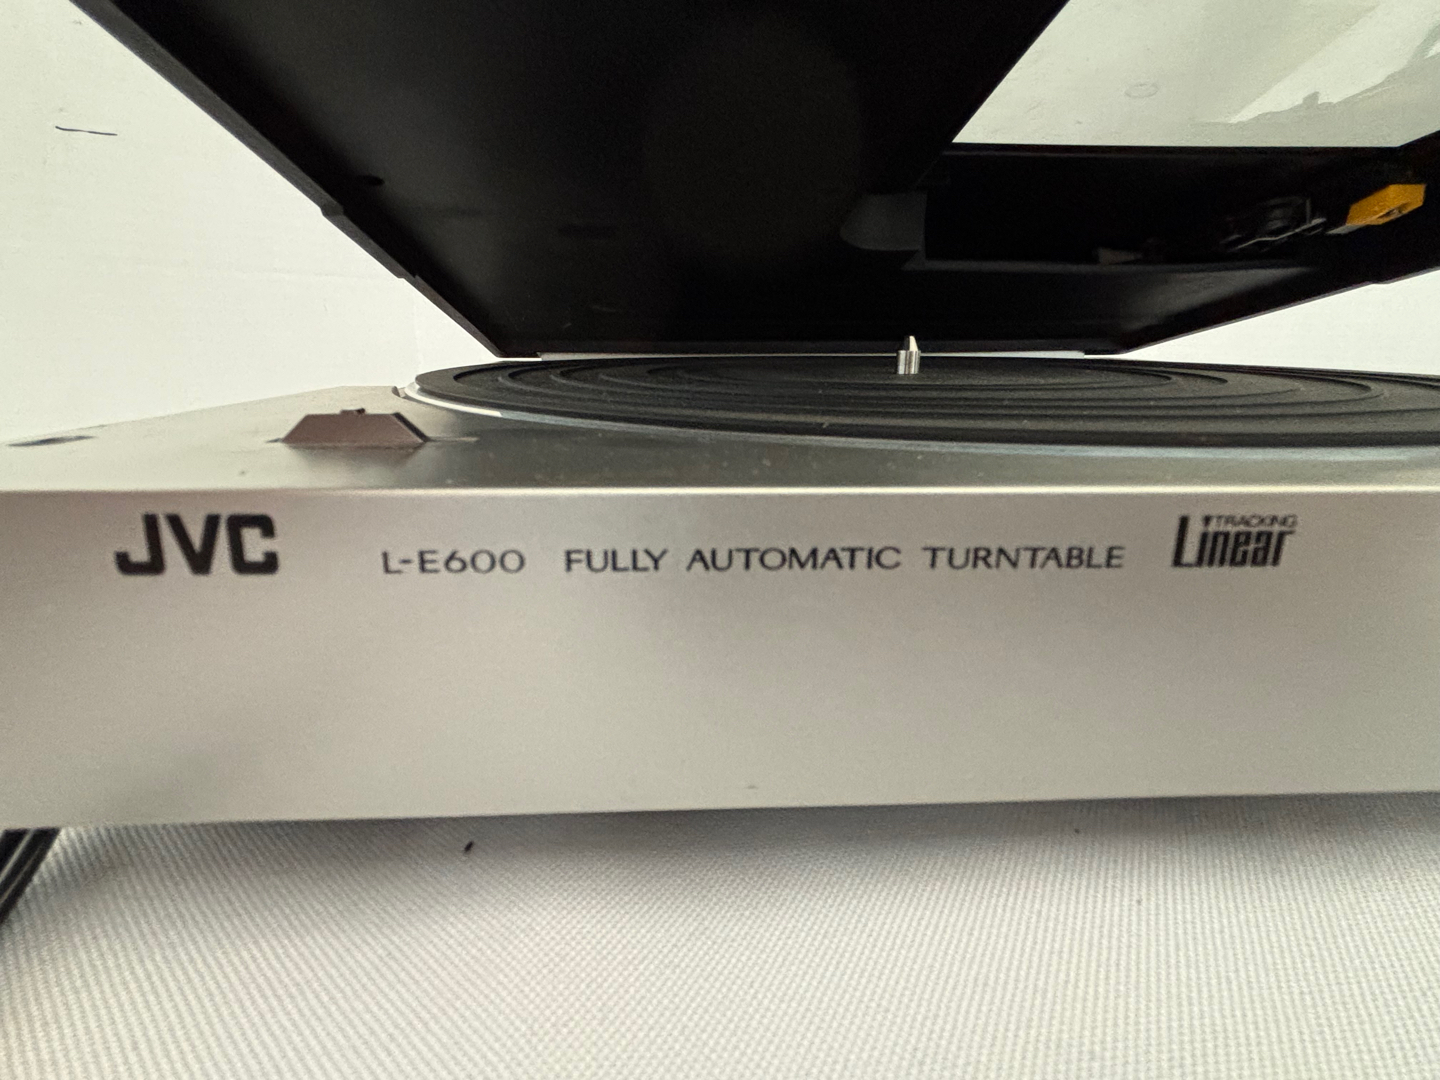 JVC L-E600 FULLY AUTOMATIC TURNTABLE
TRACKING
Linear